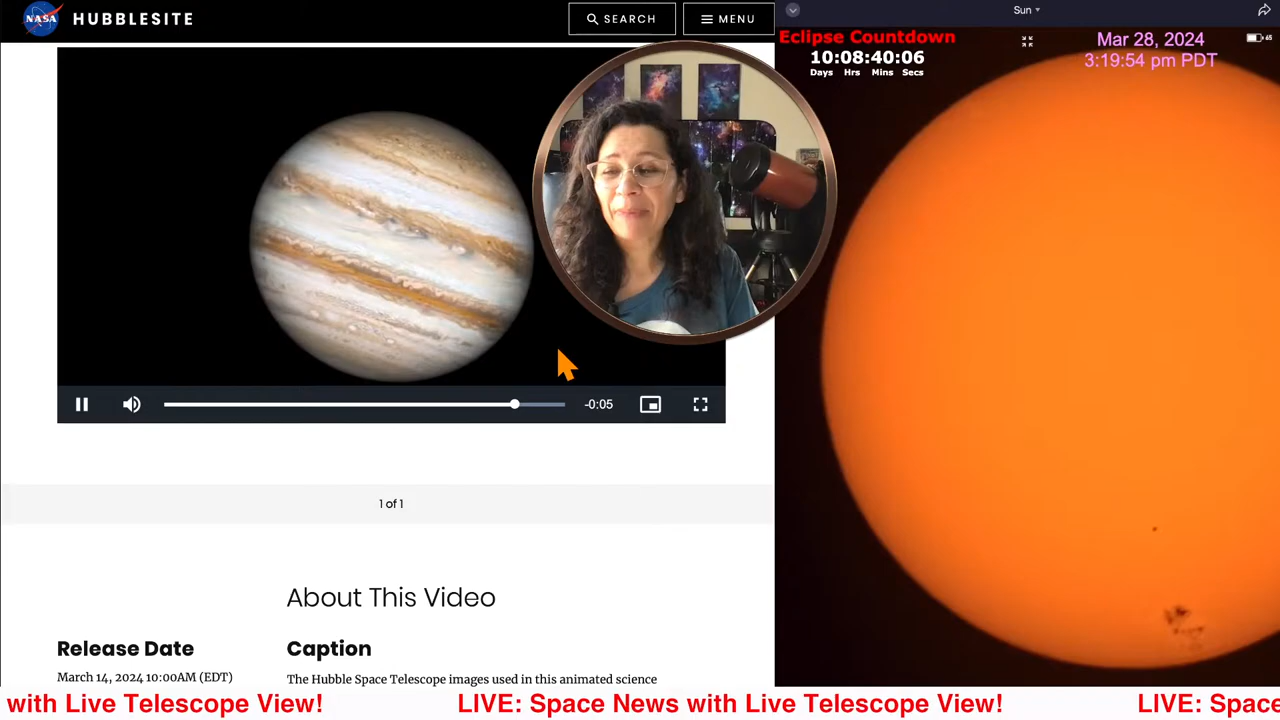 NASA HUBBLESITE
SEARCH
MENU
Sun
Eclipse Countdown
10:08:40:06
Days Hrs Mins Secs
Mar 28, 2024
3:19:54 pm PDT
65
-0:05
1 of 1
About This Video
Release Date
March 14, 2024 10:00AM (EDT)
Caption
The Hubble Space Telescope images used in this animated science
with Live Telescope View! LIVE: Space News with Live Telescope View! LIVE: Space